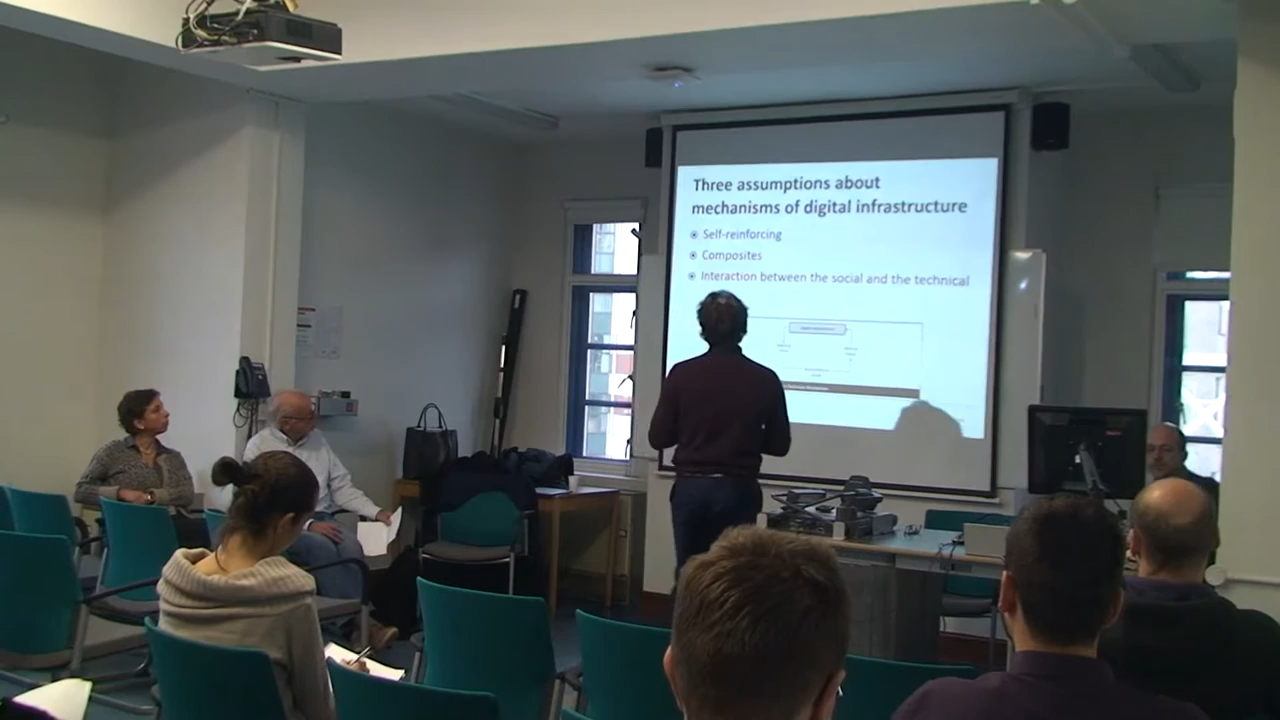 Three assumptions about
mechanisms of digital infrastructure
Self-reinforcing
Composites
Interaction between the social and the technical